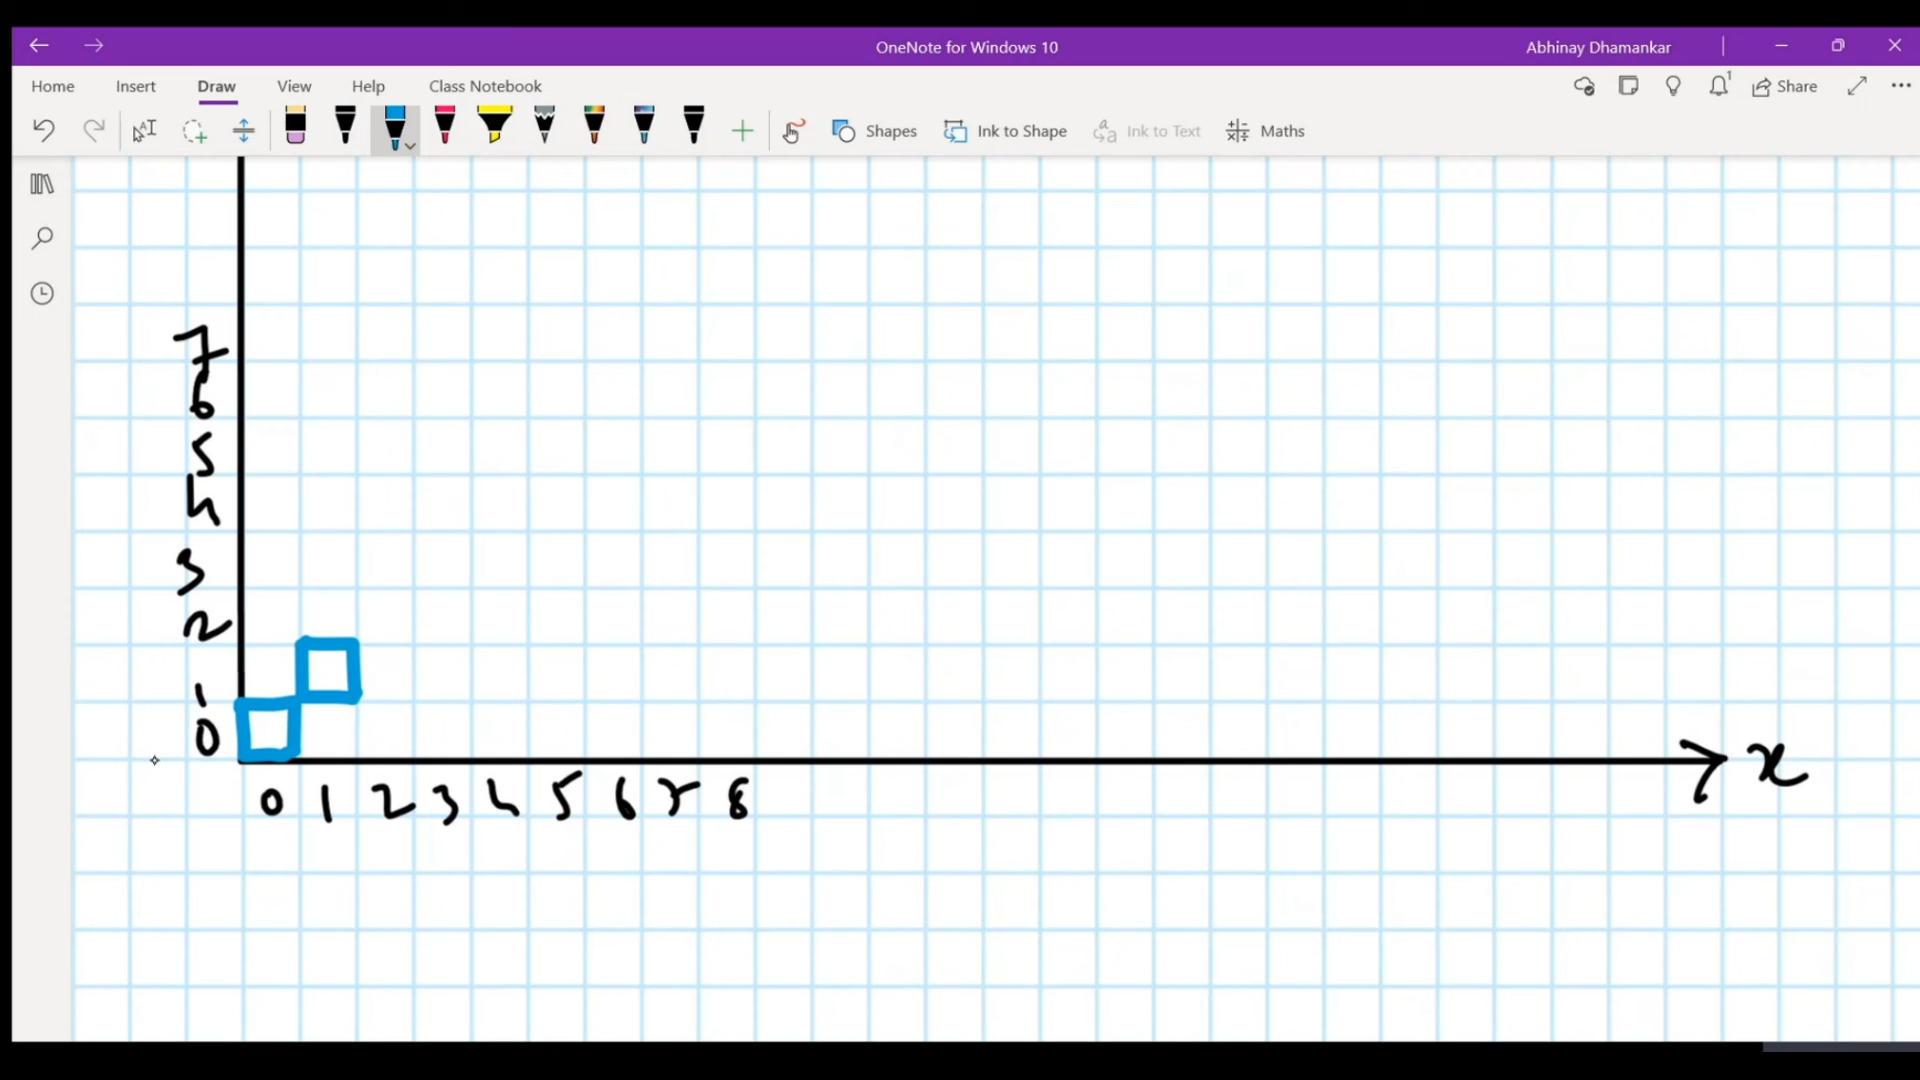 OneNote for Windows 10
Abhinay Dhamankar
Home Insert Draw View Help Class Notebook
1
Share
Shapes Ink to Shape Ink to Text Maths
7
6
5
4
3
2
1
0
x
0 1 2 3 4 5 6 7 8